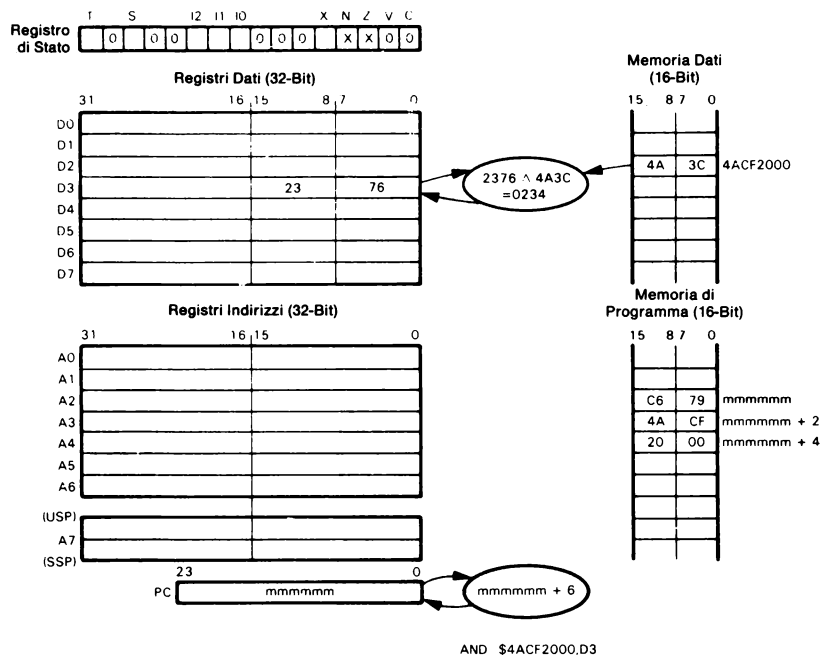 T S I2 I1 I0 X N Z V C
Registro
di Stato
0 0 0 0 0 0 X X 0 0
Registri Dati (32-Bit)
31 16 15 8 7 0
D0
D1
D2
D3 23 76
D4
D5
D6
D7
2376 ∧ 4A3C
=0234
Memoria Dati
(16-Bit)
15 8 7 0
4A 3C 4ACF2000
Registri Indirizzi (32-Bit)
31 16 15 0
A0
A1
A2
A3
A4
A5
A6
(USP)
A7
(SSP)
Memoria di
Programma (16-Bit)
15 8 7 0
C6 79 mmmmmm
4A CF mmmmmm + 2
20 00 mmmmmm + 4
23 0
PC mmmmmm
mmmmmm + 6
AND $4ACF2000,D3